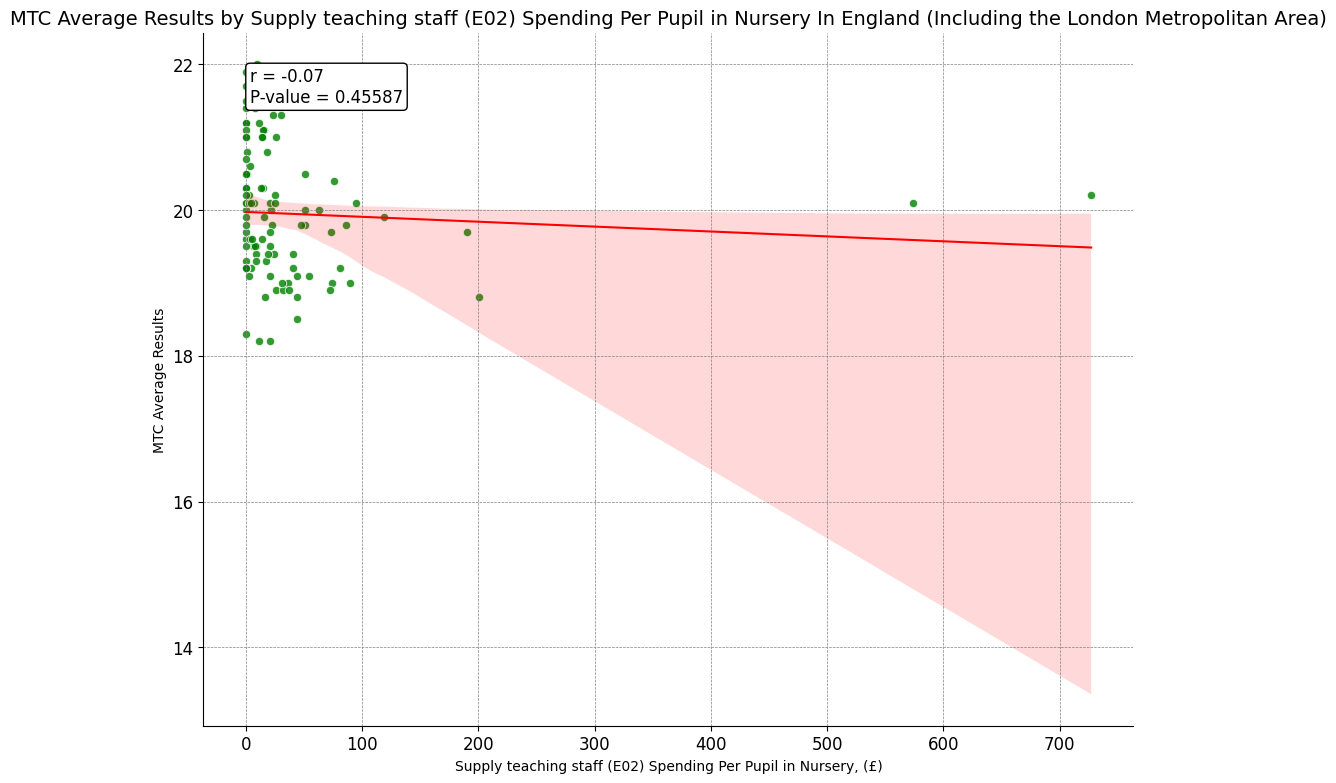 MTC Average Results by Supply teaching staff (E02) Spending Per Pupil in Nursery In England (Including the London Metropolitan Area)
r = -0.07
P-value = 0.45587
22
20
18
16
14
MTC Average Results
0 100 200 300 400 500 600 700
Supply teaching staff (E02) Spending Per Pupil in Nursery, (£)